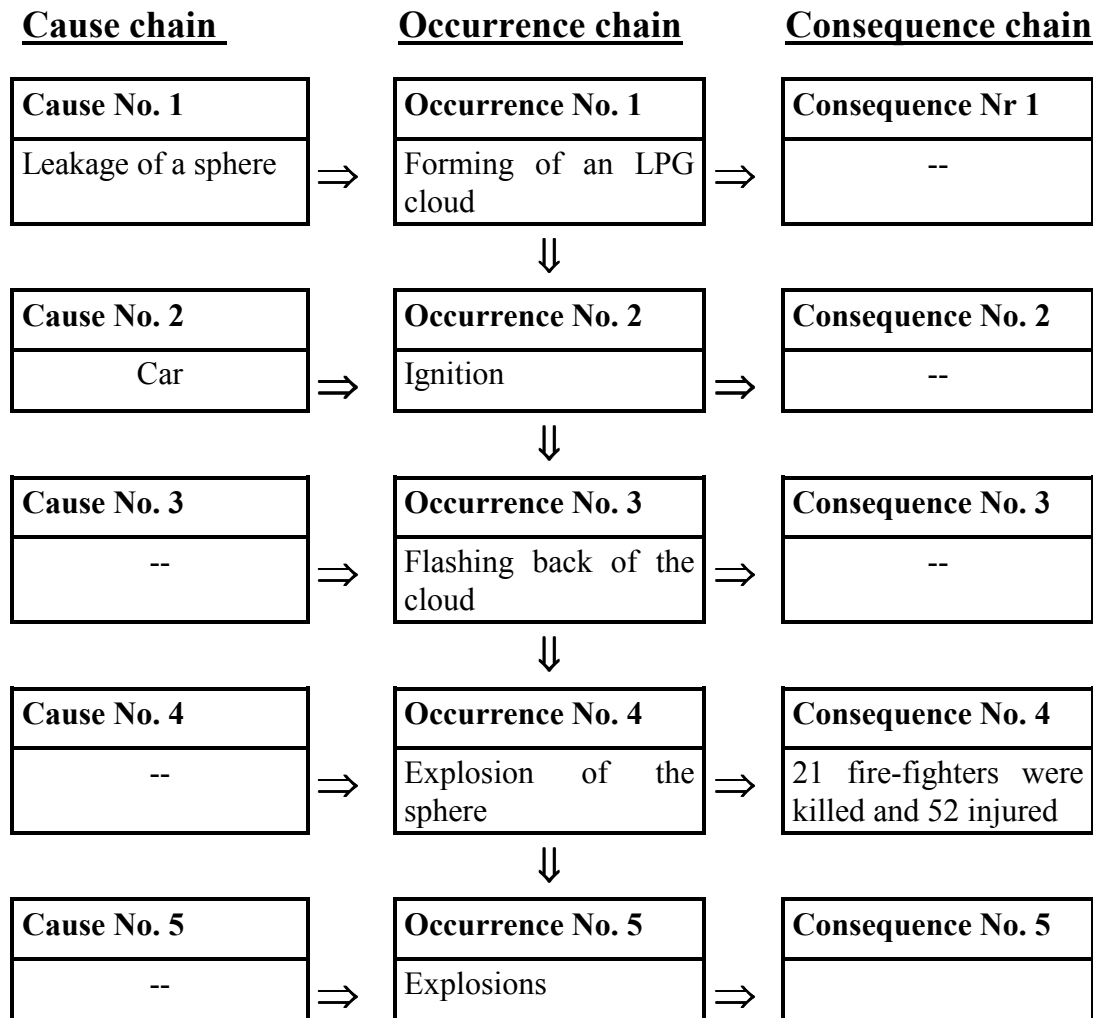 Cause chain
Occurrence chain
Consequence chain
Cause No. 1
Occurrence No. 1
Consequence Nr 1
Leakage of a sphere
⇒
Forming of an LPG
cloud
⇒
--
⇓
Cause No. 2
Occurrence No. 2
Consequence No. 2
Car
⇒
Ignition
⇒
--
⇓
Cause No. 3
Occurrence No. 3
Consequence No. 3
--
⇒
Flashing back of the
cloud
⇒
--
⇓
Cause No. 4
Occurrence No. 4
Consequence No. 4
--
⇒
Explosion of the
sphere
⇒
21 fire-fighters were
killed and 52 injured
⇓
Cause No. 5
Occurrence No. 5
Consequence No. 5
--
⇒
Explosions
⇒